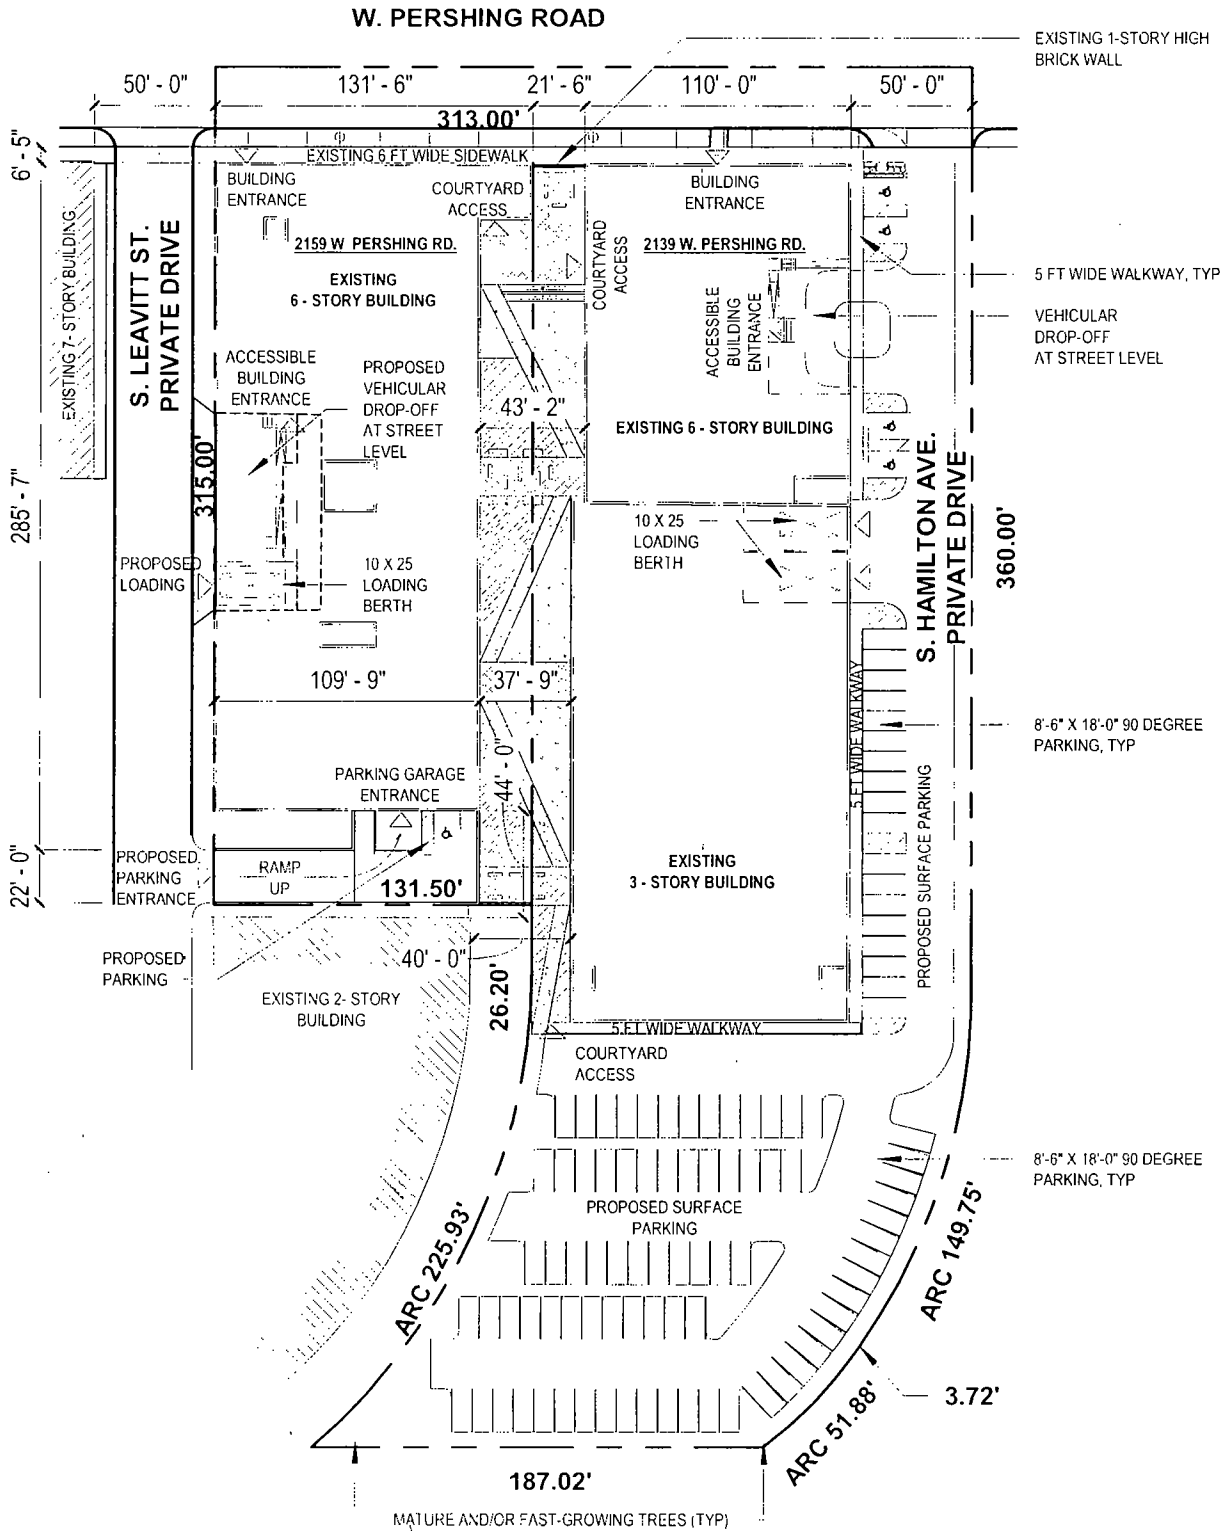 W. PERSHING ROAD
EXISTING 1-STORY HIGH
BRICK WALL
50' - 0"
131' - 6"
21' - 6"
110' - 0"
50' - 0"
313.00'
6' - 5"
EXISTING 6 FT WIDE SIDEWALK
BUILDING
ENTRANCE
COURTYARD
ACCESS
BUILDING
ENTRANCE
2159 W PERSHING RD.
EXISTING
6 - STORY BUILDING
COURTYARD
ACCESS
2139 W. PERSHING RD.
5 FT WIDE WALKWAY, TYP
VEHICULAR
DROP-OFF
AT STREET LEVEL
EXISTING 7- STORY BUILDING
S. LEAVITT ST.
PRIVATE DRIVE
ACCESSIBLE
BUILDING
ENTRANCE
PROPOSED
VEHICULAR
DROP-OFF
AT STREET
LEVEL
ACCESSIBLE
BUILDING
ENTRANCE
43' - 2"
EXISTING 6 - STORY BUILDING
315.00'
285' - 7"
S. HAMILTON AVE.
PRIVATE DRIVE
360.00'
10 X 25
LOADING
BERTH
PROPOSED
LOADING
10 X 25
LOADING
BERTH
109' - 9"
37' - 9"
5 FT WIDE WALKWAY
8'-6" X 18'-0" 90 DEGREE
PARKING, TYP
44' - 0"
PARKING GARAGE
ENTRANCE
PROPOSED SURFACE PARKING
22' - 0"
PROPOSED
PARKING
ENTRANCE
RAMP
UP
131.50'
EXISTING
3 - STORY BUILDING
PROPOSED
PARKING
40' - 0"
26.20'
EXISTING 2- STORY
BUILDING
5 FT WIDE WALKWAY
COURTYARD
ACCESS
8'-6" X 18'-0" 90 DEGREE
PARKING, TYP
PROPOSED SURFACE
PARKING
ARC 225.93'
ARC 149.75'
3.72'
ARC 51.88'
187.02'
MATURE AND/OR FAST-GROWING TREES (TYP)